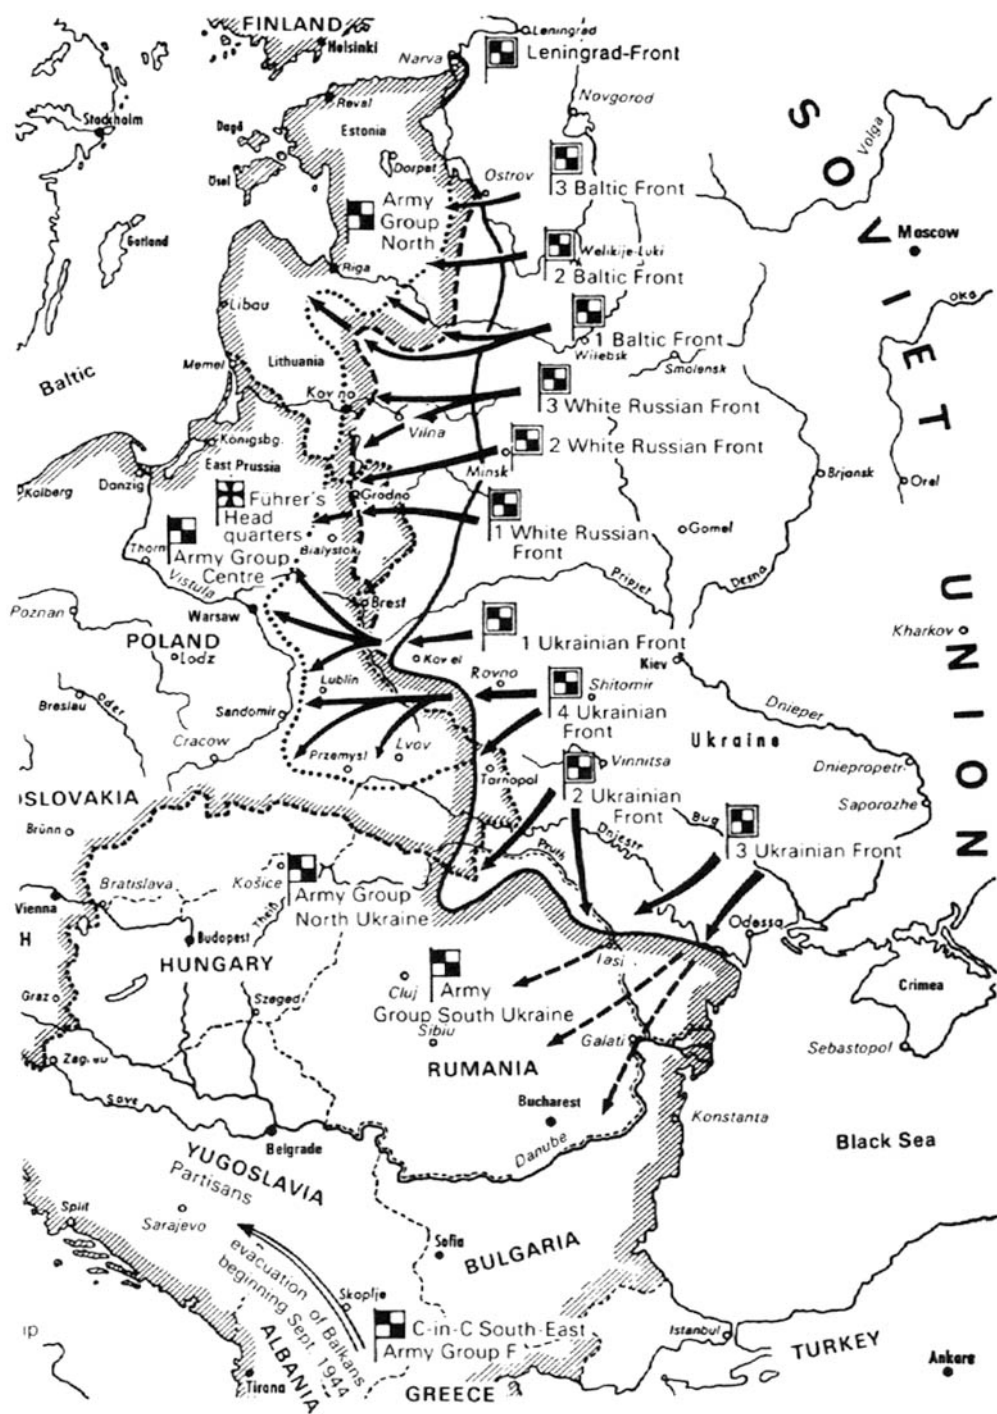 FINLAND
Helsinki
Leningrad
Narva
Leningrad-Front
Reval
Novgorod
Stockholm
Estonia
Dagö
Dorpat
Ösel
Ostrov
3 Baltic Front
Volga
SOVIET UNION
Army
Group
North
Gotland
Moscow
Welikije-Luki
2 Baltic Front
Riga
Oka
Libau
1 Baltic Front
Witebsk
Smolensk
Baltic
Memel
Lithuania
Kovno
3 White Russian Front
Vilna
Königsbg.
2 White Russian Front
East Prussia
Minsk
Brjansk
Orel
Kolberg
Danzig
Führer's
Head
quarters
Grodno
1 White Russian
Front
Gomel
Thorn
Bialystok
Army Group
Centre
Vistula
Pripjet
Desna
Poznan
Warsaw
Brest
POLAND
Lodz
1 Ukrainian Front
Kharkov
Kovel
Kiev
Lublin
Rovno
Shitomir
Breslau
Oder
Sandomir
4 Ukrainian
Front
Dnieper
Ukraine
Cracow
Przemysl
Lvov
Vinnitsa
Dniepropetr.
Tarnopol
OSLOVAKIA
2 Ukrainian
Front
Saporozhe
Brünn
Dnjestr
Bug
3 Ukrainian Front
Pruth
Bratislava
Košice
Army Group
North Ukraine
Theiß
Vienna
Odessa
H
Budapest
HUNGARY
Iasi
Crimea
Cluj
Army
Group South Ukraine
Graz
Szeged
Sibiu
Galati
Sebastopol
RUMANIA
Save
Bucharest
Konstanta
Belgrade
Danube
Black Sea
YUGOSLAVIA
Partisans
Split
Sarajevo
Sofia
BULGARIA
evacuation of Balkans
beginning Sept. 1944
Skoplje
C-in-C South-East
Army Group F
ALBANIA
Istanbul
TURKEY
Ankara
Tirana
GREECE